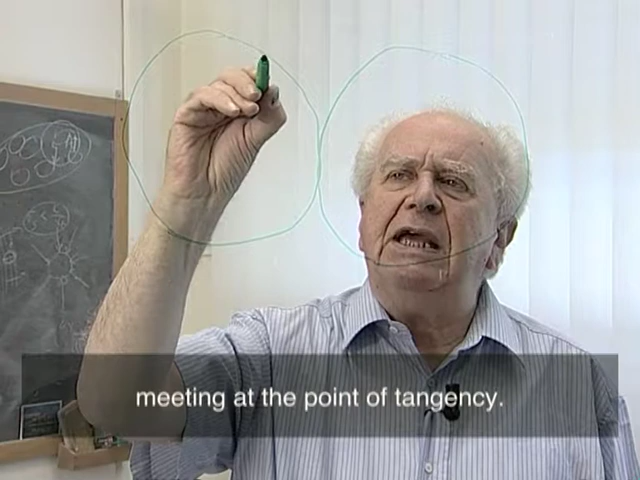 meeting at the point of tangency.